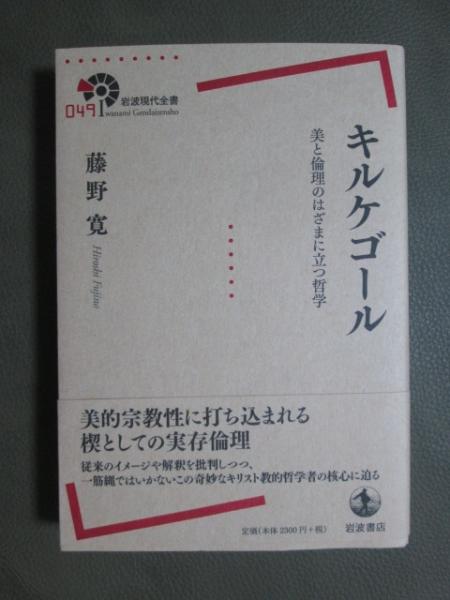 049
岩波現代全書
Iwanami Gendaizensho
キルケゴール
美と倫理のはざまに立つ哲学
藤野 寛
Hiroshi Fujino
美的宗教性に打ち込まれる
楔としての実存倫理
従来のイメージや解釈を批判しつつ、
一筋縄ではいかないこの奇妙なキリスト教的哲学者の核心に迫る
定価(本体2300円+税)
岩波書店